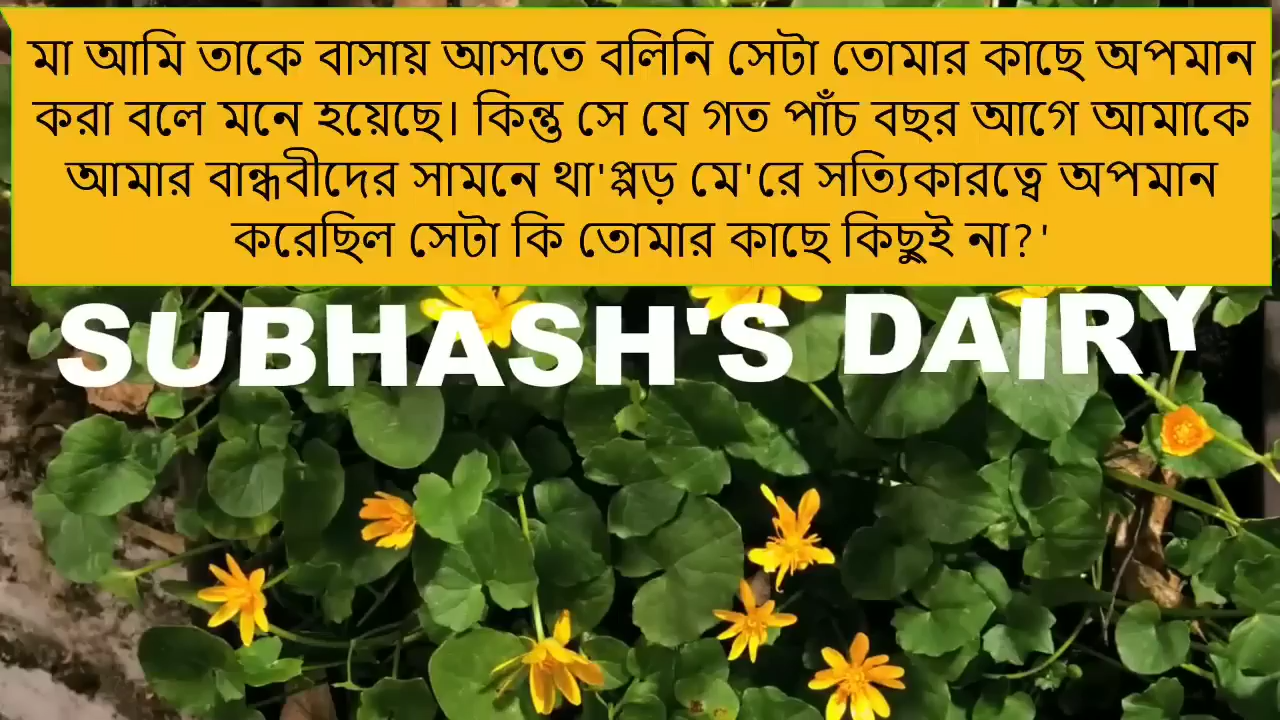 মা আমি তাকে বাসায় আসতে বলিনি সেটা তোমার কাছে অপমান
করা বলে মনে হয়েছে। কিন্তু সে যে গত পাঁচ বছর আগে আমাকে
আমার বান্ধবীদের সামনে থা'প্পড় মে'রে সত্যিকারত্বে অপমান
করেছিল সেটা কি তোমার কাছে কিছুই না?'
SUBHASH'S DAIRY